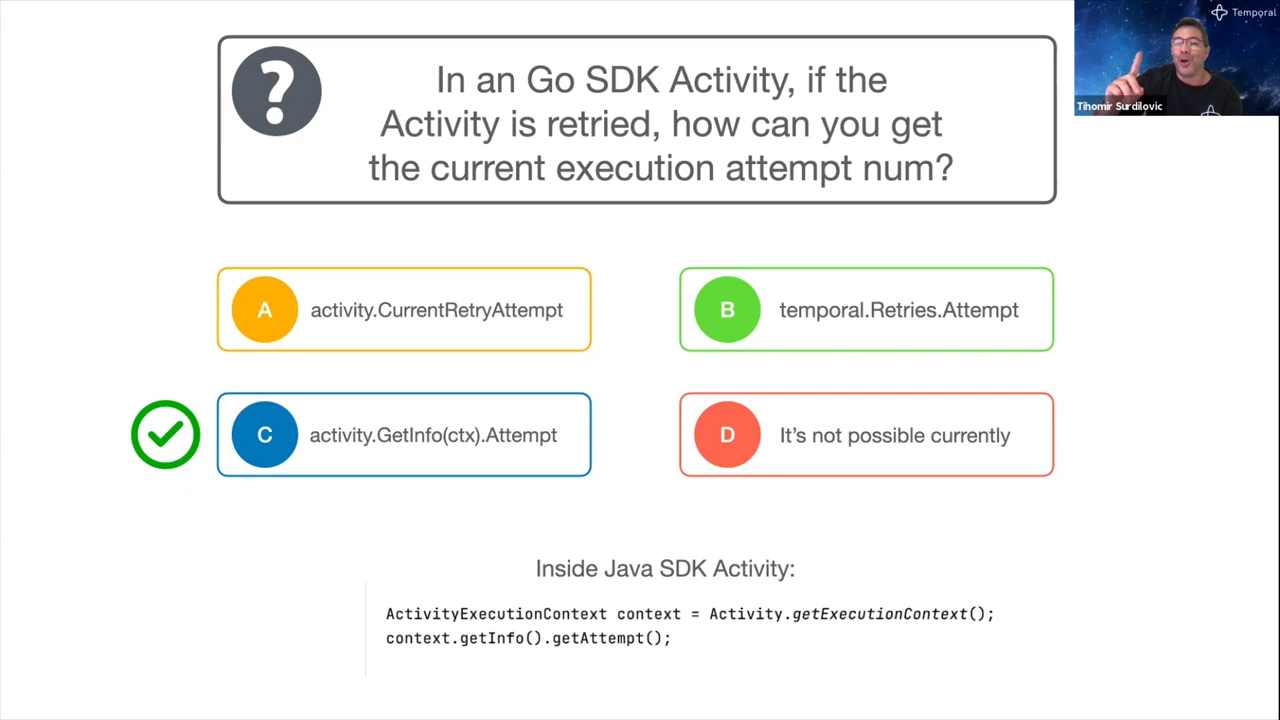 Temporal
Tihomir Surdilovic
?
In an Go SDK Activity, if the
Activity is retried, how can you get
the current execution attempt num?
A activity.CurrentRetryAttempt
B temporal.Retries.Attempt
C activity.GetInfo(ctx).Attempt
D It’s not possible currently
Inside Java SDK Activity:
ActivityExecutionContext context = Activity.getExecutionContext();
context.getInfo().getAttempt();